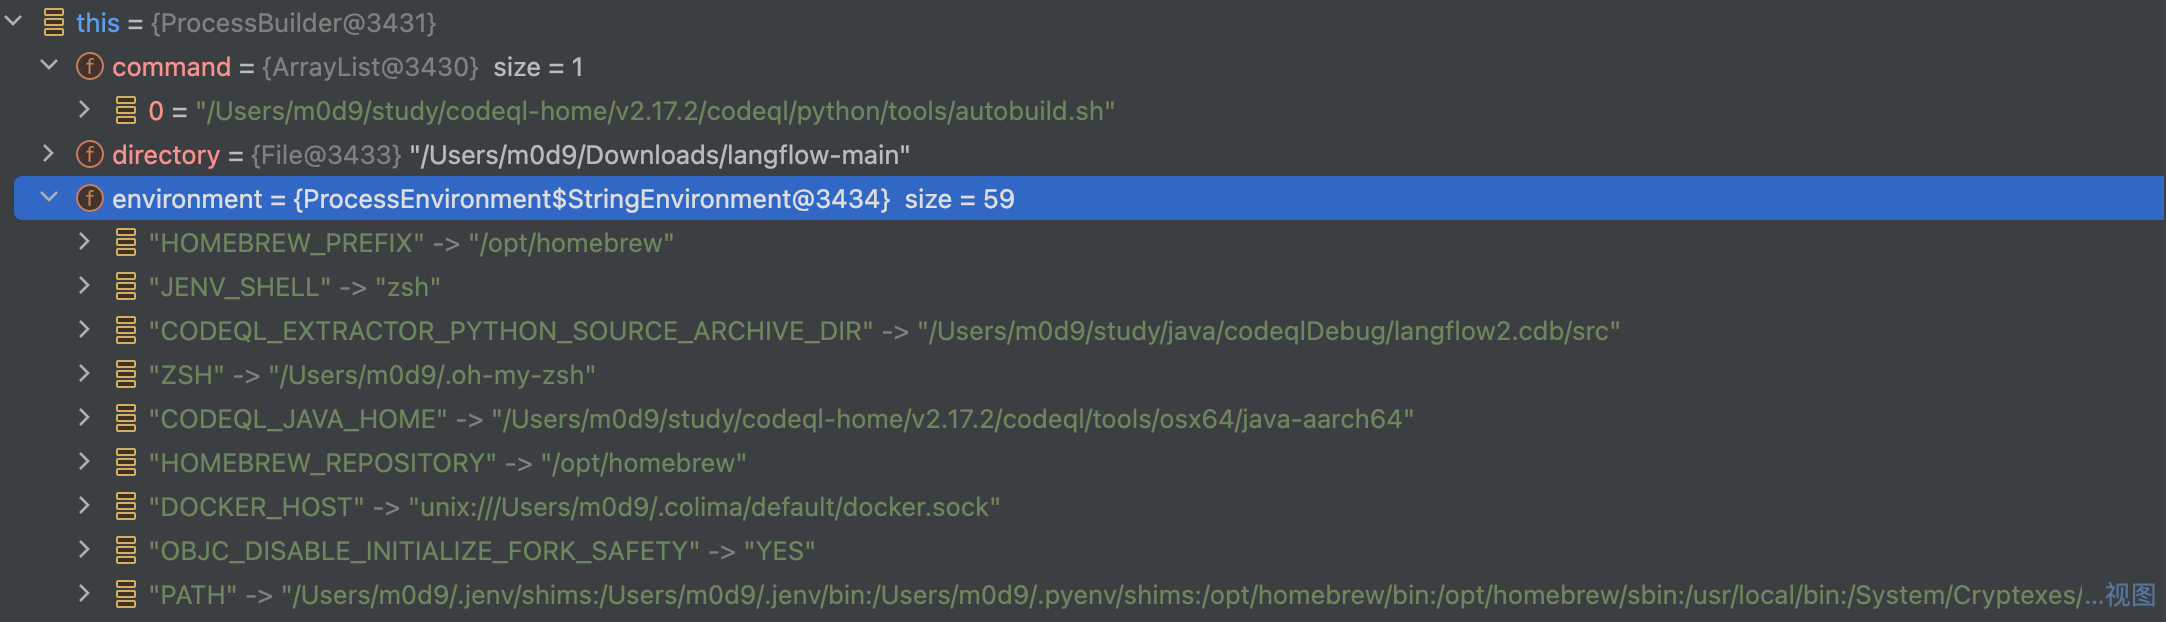 this = {ProcessBuilder@3431}
f command = {ArrayList@3430} size = 1
0 = "/Users/m0d9/study/codeql-home/v2.17.2/codeql/python/tools/autobuild.sh"
f directory = {File@3433} "/Users/m0d9/Downloads/langflow-main"
f environment = {ProcessEnvironment$StringEnvironment@3434} size = 59
"HOMEBREW_PREFIX" -> "/opt/homebrew"
"JENV_SHELL" -> "zsh"
"CODEQL_EXTRACTOR_PYTHON_SOURCE_ARCHIVE_DIR" -> "/Users/m0d9/study/java/codeqlDebug/langflow2.cdb/src"
"ZSH" -> "/Users/m0d9/.oh-my-zsh"
"CODEQL_JAVA_HOME" -> "/Users/m0d9/study/codeql-home/v2.17.2/codeql/tools/osx64/java-aarch64"
"HOMEBREW_REPOSITORY" -> "/opt/homebrew"
"DOCKER_HOST" -> "unix:///Users/m0d9/.colima/default/docker.sock"
"OBJC_DISABLE_INITIALIZE_FORK_SAFETY" -> "YES"
"PATH" -> "/Users/m0d9/.jenv/shims:/Users/m0d9/.jenv/bin:/Users/m0d9/.pyenv/shims:/opt/homebrew/bin:/opt/homebrew/sbin:/usr/local/bin:/System/Cryptexes/...视图